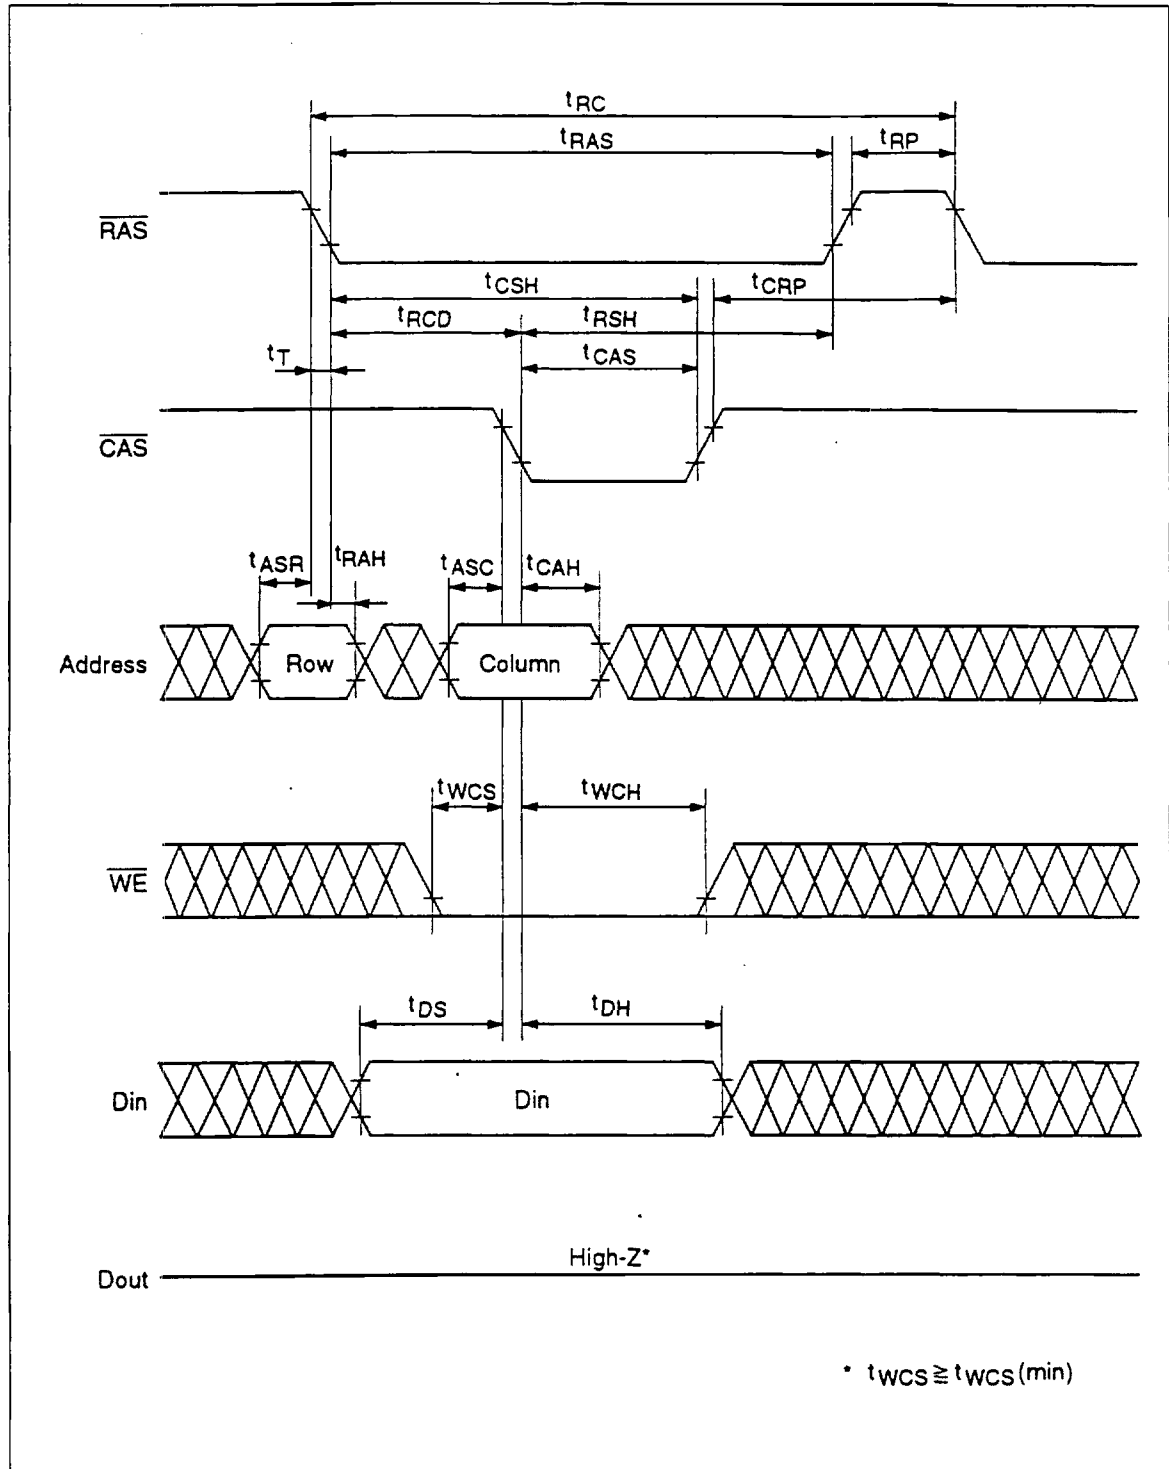 tRC
tRAS
tRP
RAS
tCSH
tCRP
tRCD
tRSH
tT
tCAS
CAS
tASR
tRAH
tASC
tCAH
Address
Row
Column
tWCS
tWCH
WE
tDS
tDH
Din
Din
High-Z*
Dout
* tWCS ≧ tWCS (min)